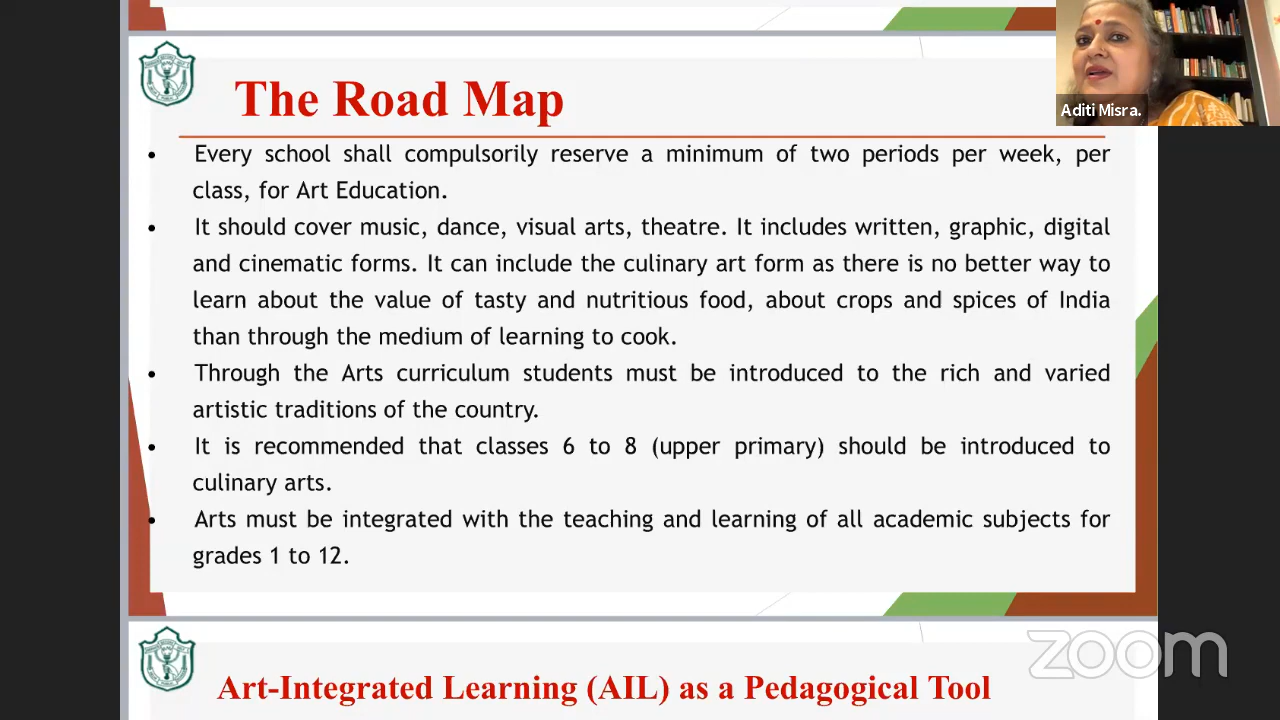 The Road Map
Aditi Misra.
• Every school shall compulsorily reserve a minimum of two periods per week, per
class, for Art Education.
• It should cover music, dance, visual arts, theatre. It includes written, graphic, digital
and cinematic forms. It can include the culinary art form as there is no better way to
learn about the value of tasty and nutritious food, about crops and spices of India
than through the medium of learning to cook.
• Through the Arts curriculum students must be introduced to the rich and varied
artistic traditions of the country.
• It is recommended that classes 6 to 8 (upper primary) should be introduced to
culinary arts.
• Arts must be integrated with the teaching and learning of all academic subjects for
grades 1 to 12.
zoom
Art-Integrated Learning (AIL) as a Pedagogical Tool